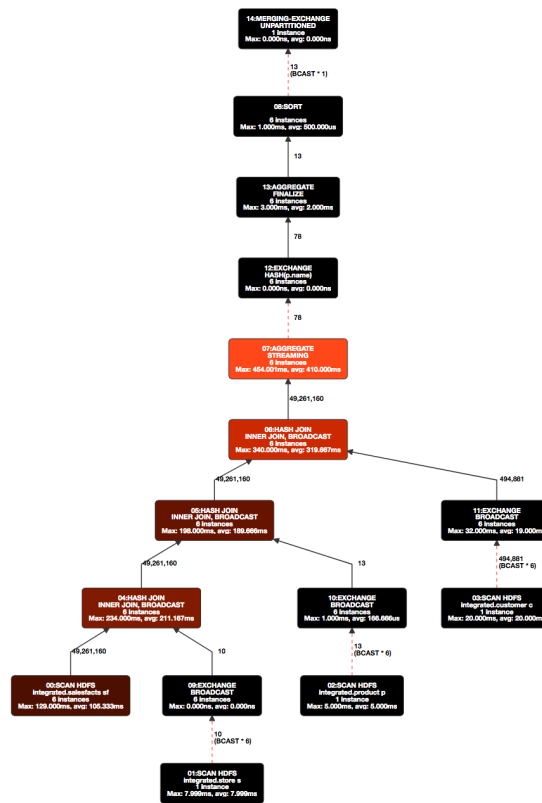 14:MERGING-EXCHANGE
UNPARTITIONED
1 instance
Max: 0.000ns, avg: 0.000ns
13
(BCAST * 1)
08:SORT
6 instances
Max: 1.000ms, avg: 500.000us
13
13:AGGREGATE
FINALIZE
6 instances
Max: 3.000ms, avg: 2.000ms
78
12:EXCHANGE
HASH(p.name)
6 instances
Max: 0.000ns, avg: 0.000ns
78
07:AGGREGATE
STREAMING
6 instances
Max: 454.001ms, avg: 410.000ms
49,261,160
06:HASH JOIN
INNER JOIN, BROADCAST
6 instances
Max: 340.000ms, avg: 319.667ms
49,261,160
494,881
05:HASH JOIN
INNER JOIN, BROADCAST
6 instances
Max: 198.000ms, avg: 189.666ms
11:EXCHANGE
BROADCAST
6 instances
Max: 32.000ms, avg: 19.000ms
49,261,160
13
494,881
(BCAST * 6)
04:HASH JOIN
INNER JOIN, BROADCAST
6 instances
Max: 234.000ms, avg: 211.167ms
10:EXCHANGE
BROADCAST
6 instances
Max: 1.000ms, avg: 166.666us
03:SCAN HDFS
integrated.customer c
1 instance
Max: 20.000ms, avg: 20.000ms
49,261,160
10
13
(BCAST * 6)
00:SCAN HDFS
integrated.salesfacts sf
6 instances
Max: 129.000ms, avg: 105.333ms
09:EXCHANGE
BROADCAST
6 instances
Max: 0.000ns, avg: 0.000ns
02:SCAN HDFS
integrated.product p
1 instance
Max: 5.000ms, avg: 5.000ms
10
(BCAST * 6)
01:SCAN HDFS
integrated.store s
1 instance
Max: 7.999ms, avg: 7.999ms